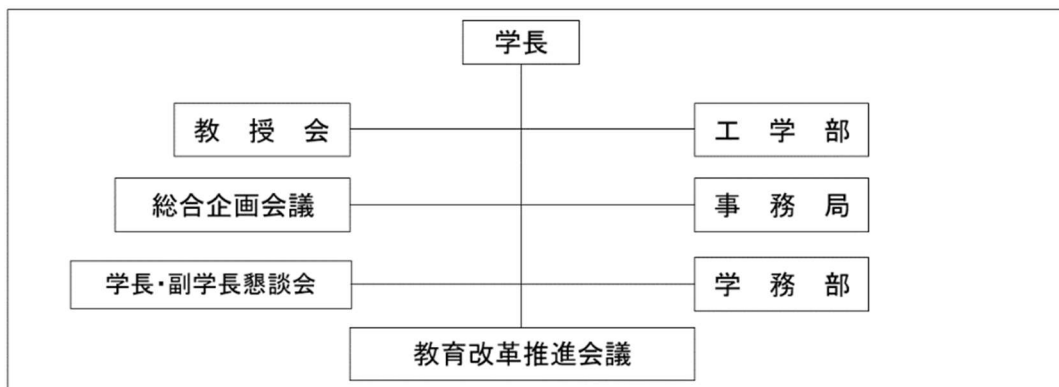 学長
教 授 会
工 学 部
総合企画会議
事 務 局
学長・副学長懇談会
学 務 部
教育改革推進会議